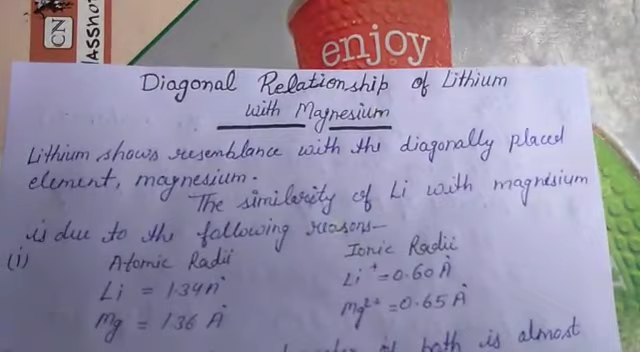 CN
enjoy
Diagonal Relationship of Lithium
with Magnesium
Lithium shows resemblance with the diagonally placed
element, magnesium.
The similarity of Li with magnesium
is due to the following reasons—
(i) Atomic Radii Ionic Radii
Li = 1.34 Å Li⁺ = 0.60 Å
Mg = 1.36 Å Mg²⁺ = 0.65 Å
of both is almost